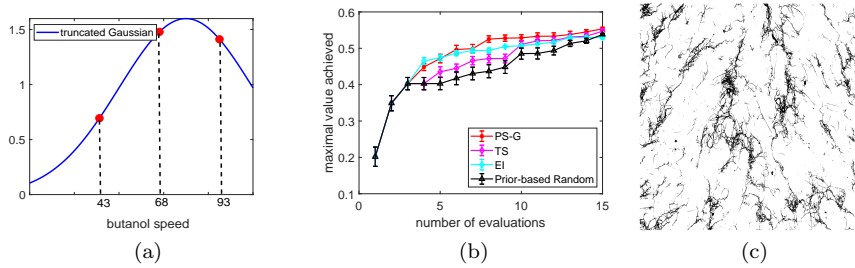 1.5
1
0.5
0
truncated Gaussian
43
68
93
butanol speed
(a)
maximal value achieved
0.6
0.5
0.4
0.3
0.2
0.1
PS-G
TS
EI
Prior-based Random
0
5
10
15
number of evaluations
(b)
(c)